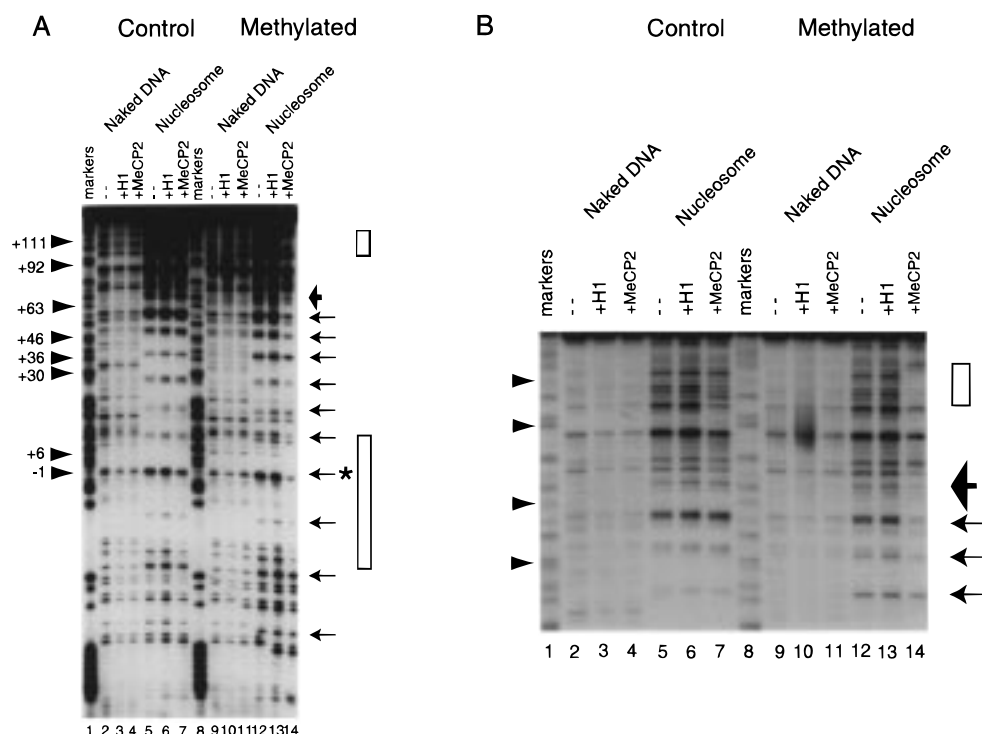 A
Control
Methylated
Naked DNA
Nucleosome
Naked DNA
Nucleosome
markers
--
+H1
+MeCP2
--
+H1
+MeCP2
markers
--
+H1
+MeCP2
--
+H1
+MeCP2
+111
+92
+63
+46
+36
+30
+6
-1
*
1 2 3 4 5 6 7 8 9 10 11 12 13 14
B
Control
Methylated
Naked DNA
Nucleosome
Naked DNA
Nucleosome
markers
--
+H1
+MeCP2
--
+H1
+MeCP2
markers
--
+H1
+MeCP2
--
+H1
+MeCP2
1 2 3 4 5 6 7 8 9 10 11 12 13 14